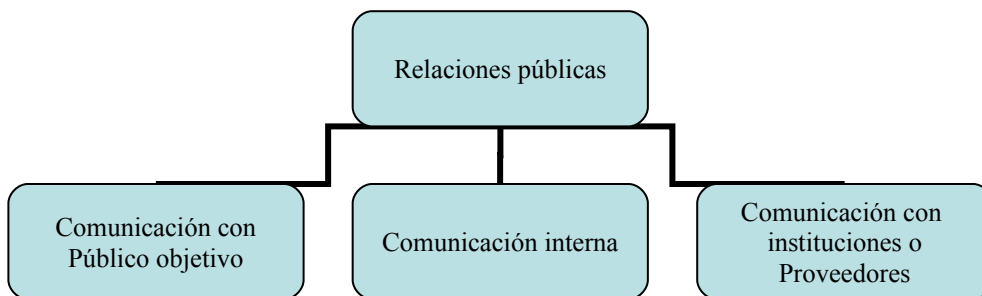 Relaciones públicas
Comunicación con
Público objetivo
Comunicación interna
Comunicación con
instituciones o
Proveedores